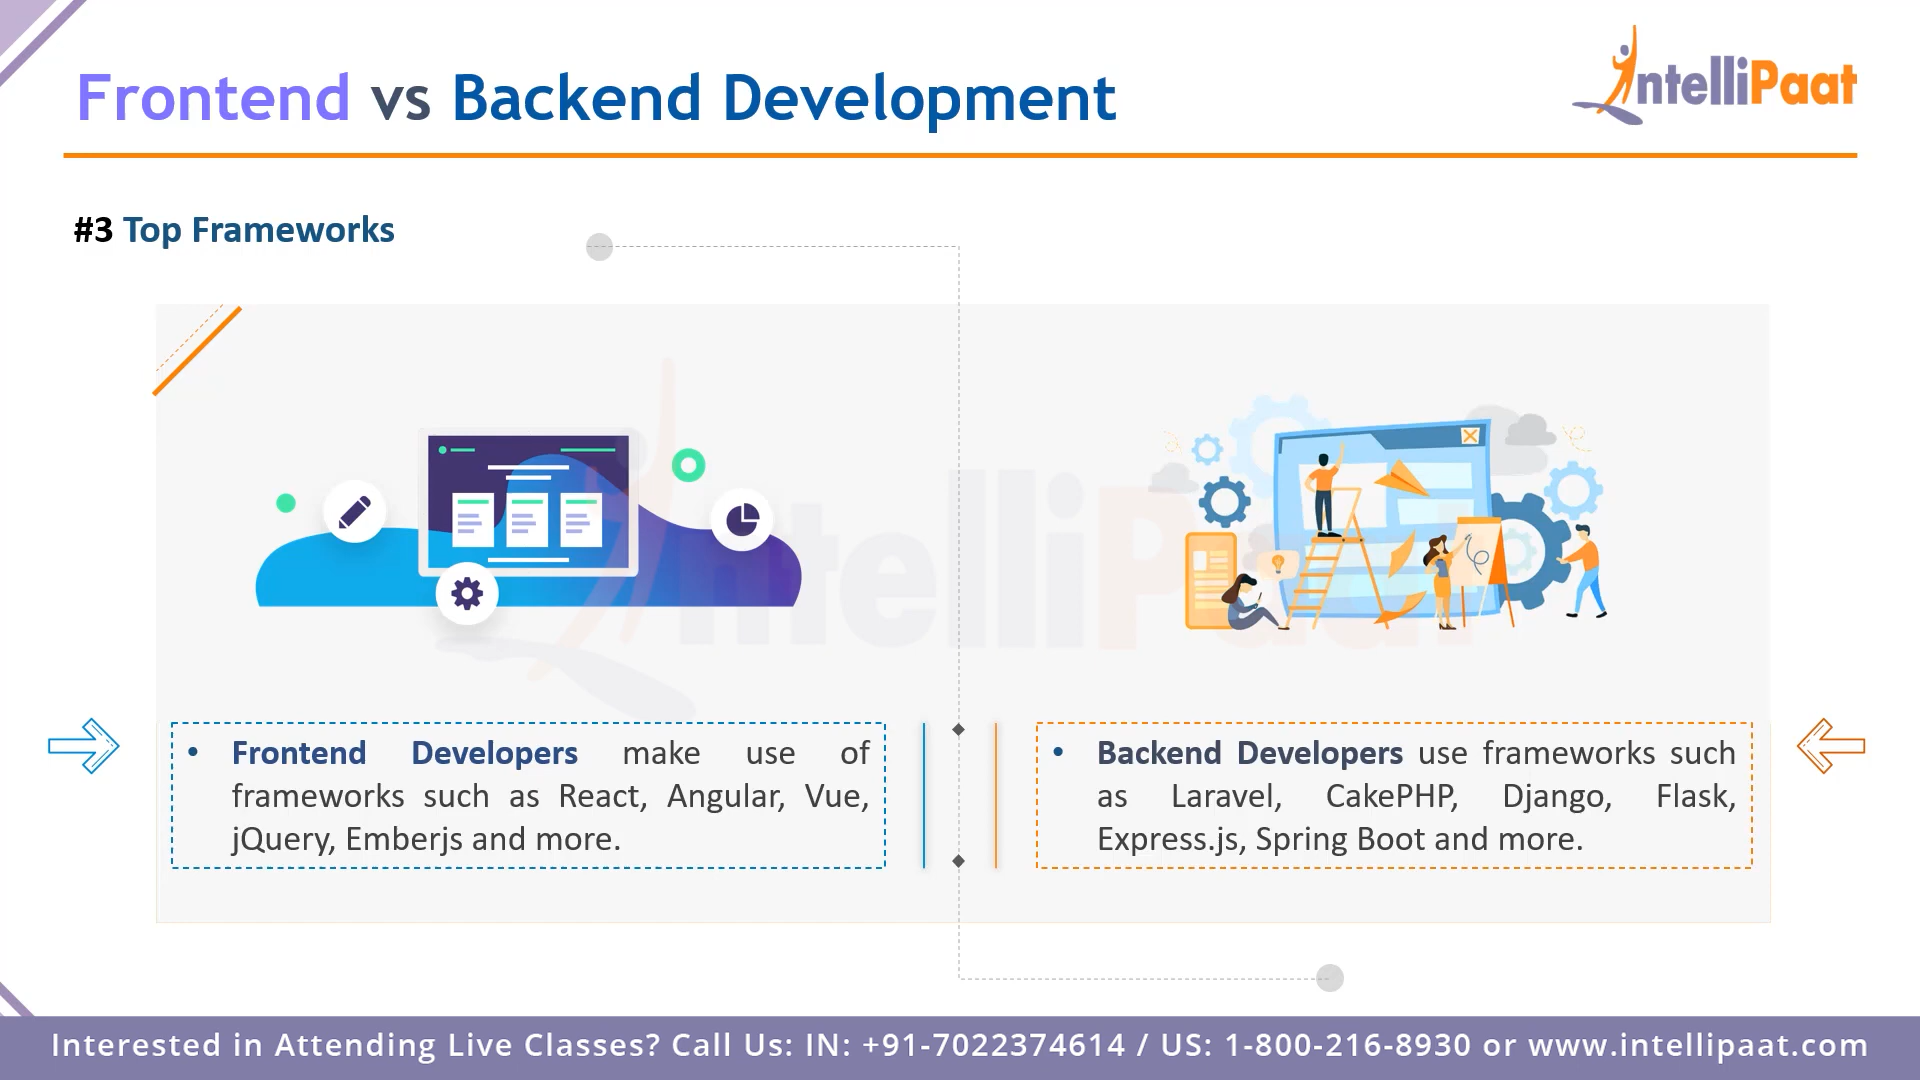 Frontend vs Backend Development
IntelliPaat
#3 Top Frameworks
IntelliPaat
• Frontend Developers make use of
frameworks such as React, Angular, Vue,
jQuery, Emberjs and more.
• Backend Developers use frameworks such
as Laravel, CakePHP, Django, Flask,
Express.js, Spring Boot and more.
Interested in Attending Live Classes? Call Us: IN: +91-7022374614 / US: 1-800-216-8930 or www.intellipaat.com